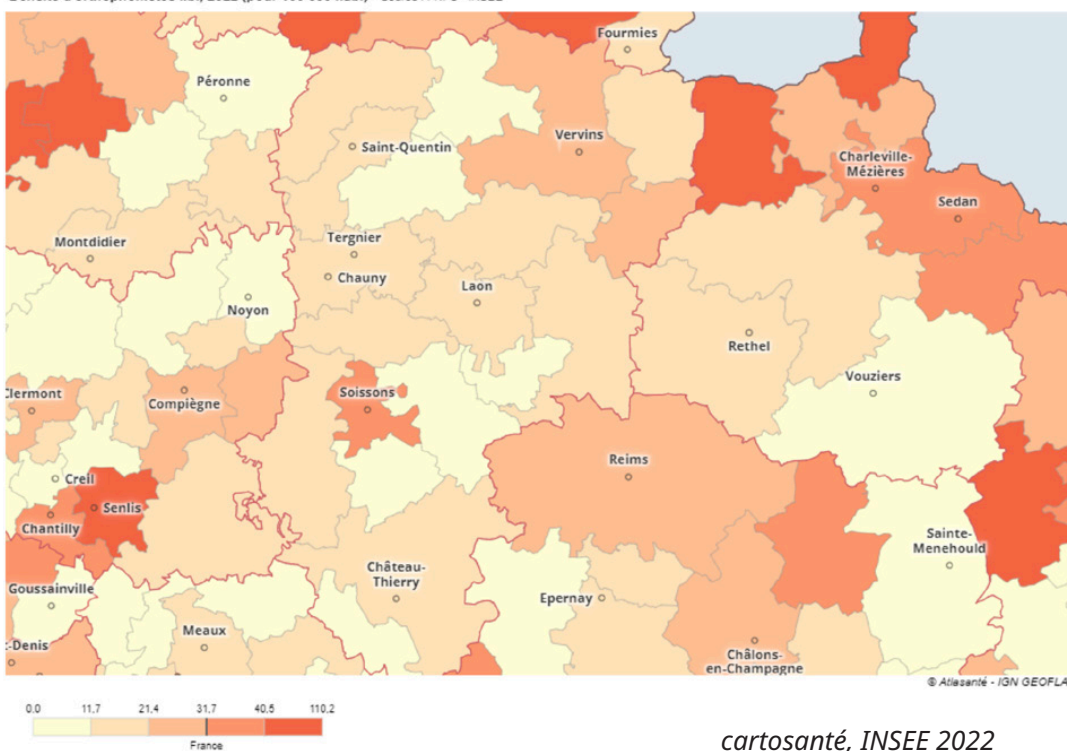 Fourmies
Péronne
Vervins
Saint-Quentin
Charleville-
Mézières
Sedan
Montdidier
Tergnier
Chauny
Laon
Noyon
Rethel
Vouziers
Clermont
Compiègne
Soissons
Reims
Creil
Senlis
Chantilly
Sainte-
Menehould
Château-
Thierry
Goussainville
Epernay
Meaux
-Denis
Châlons-
en-Champagne
© Atlasanté - IGN GEOFLA
0.0 11,7 21,4 31,7 40,5 110,2
France
cartosanté, INSEE 2022